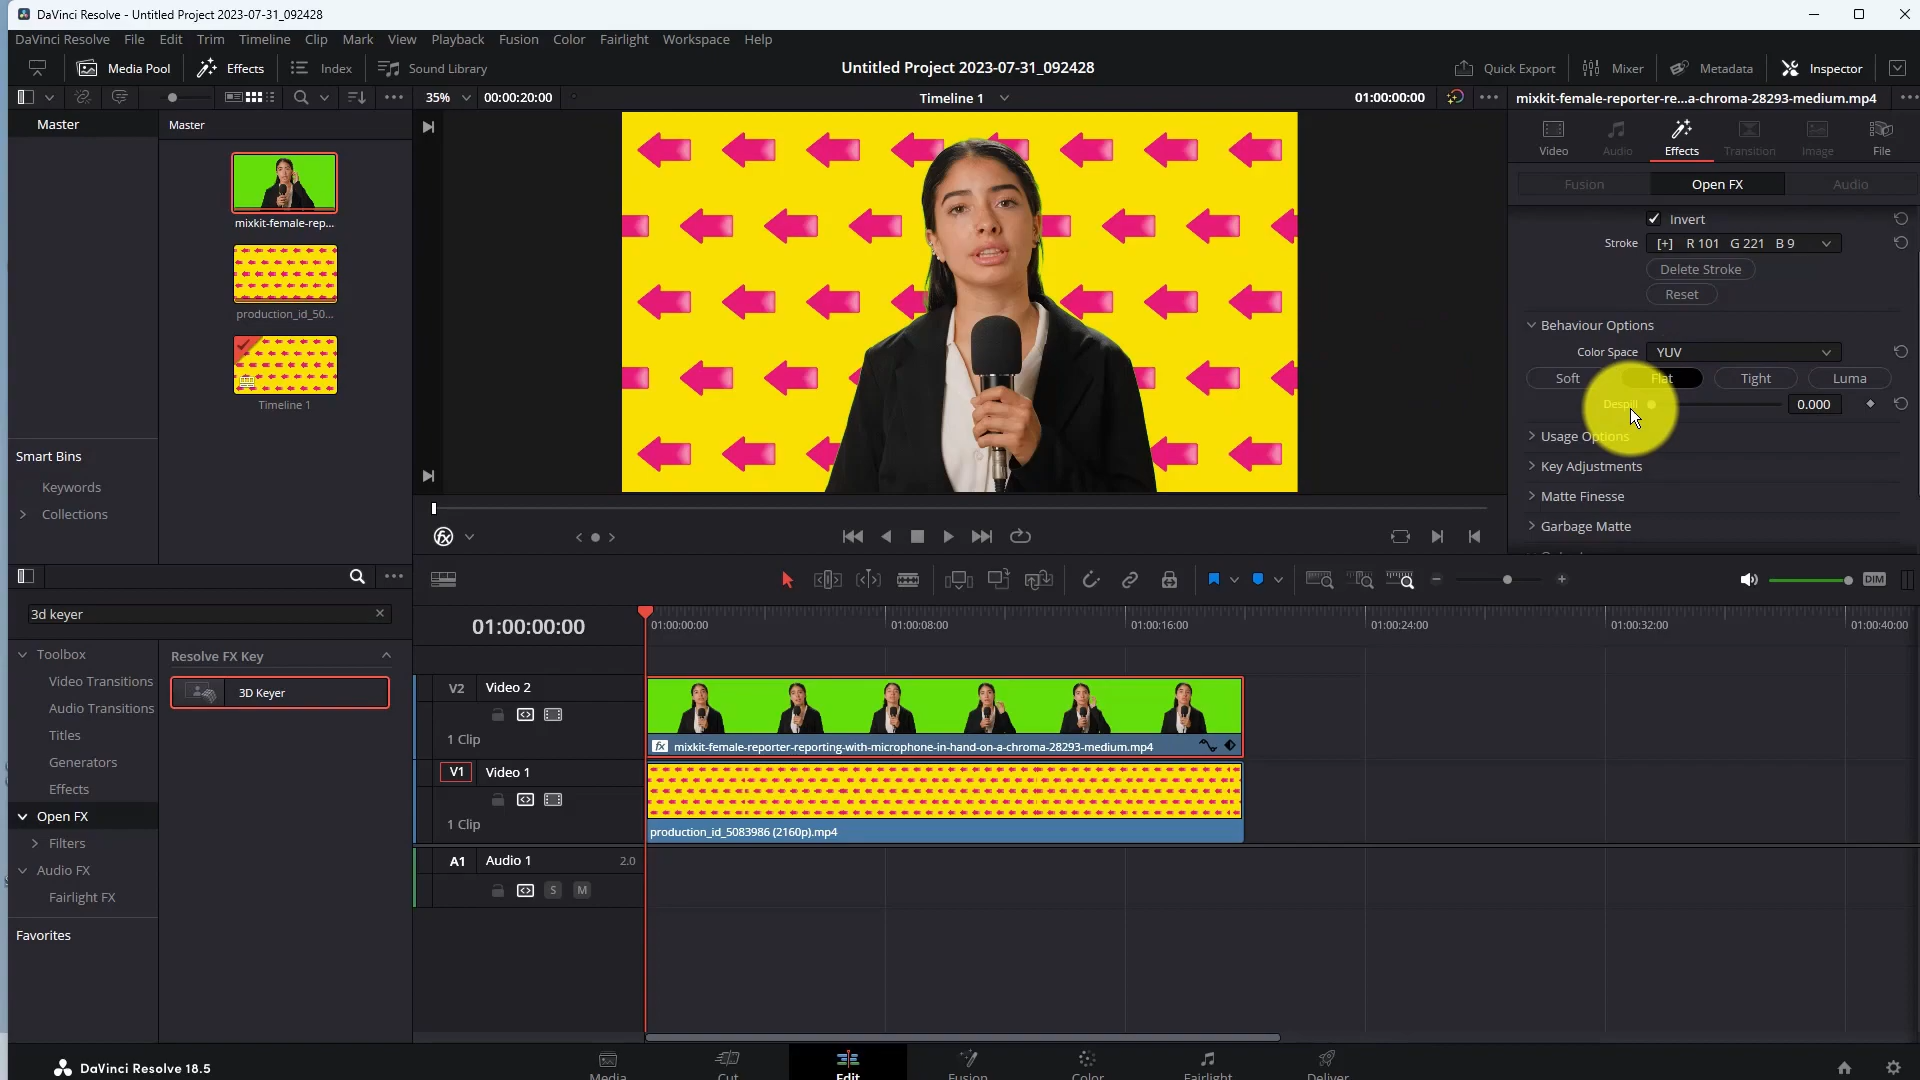 DaVinci Resolve - Untitled Project 2023-07-31_092428
DaVinci Resolve File Edit Trim Timeline Clip Mark View Playback Fusion Color Fairlight Workspace Help
Media Pool Effects Index Sound Library Untitled Project 2023-07-31_092428 Quick Export Mixer Metadata Inspector
35% 00:00:20:00 Timeline 1 01:00:00:00 mixkit-female-reporter-re...a-chroma-28293-medium.mp4
Master
Master
mixkit-female-rep...
production_id_50...
Timeline 1
Smart Bins
Keywords
Collections
Video Audio Effects Transition Image File
Fusion Open FX Audio
Invert
Stroke [+] R 101 G 221 B 9
Delete Stroke
Reset
Behaviour Options
Color Space YUV
Soft Flat Tight Luma
Despill 0.000
Usage Options
Key Adjustments
Matte Finesse
Garbage Matte
fx
DIM
3d keyer
Toolbox
Video Transitions
Audio Transitions
Titles
Generators
Effects
Open FX
Filters
Audio FX
Fairlight FX
Favorites
Resolve FX Key
3D Keyer
01:00:00:00 01:00:00:00 01:00:08:00 01:00:16:00 01:00:24:00 01:00:32:00 01:00:40:00
V2 Video 2
1 Clip
fx mixkit-female-reporter-reporting-with-microphone-in-hand-on-a-chroma-28293-medium.mp4
V1 Video 1
1 Clip
production_id_5083986 (2160p).mp4
A1 Audio 1 2.0
S M
DaVinci Resolve 18.5
Media Cut Edit Fusion Color Fairlight Deliver